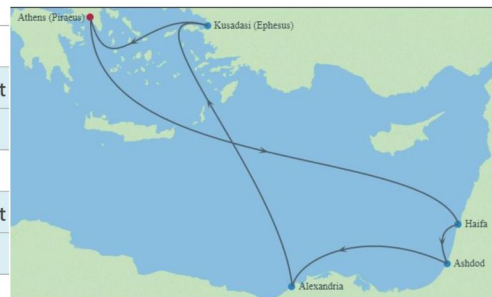 Athens (Piraeus)
Kusadasi (Ephesus)
t
Haifa
t
Ashdod
Alexandria